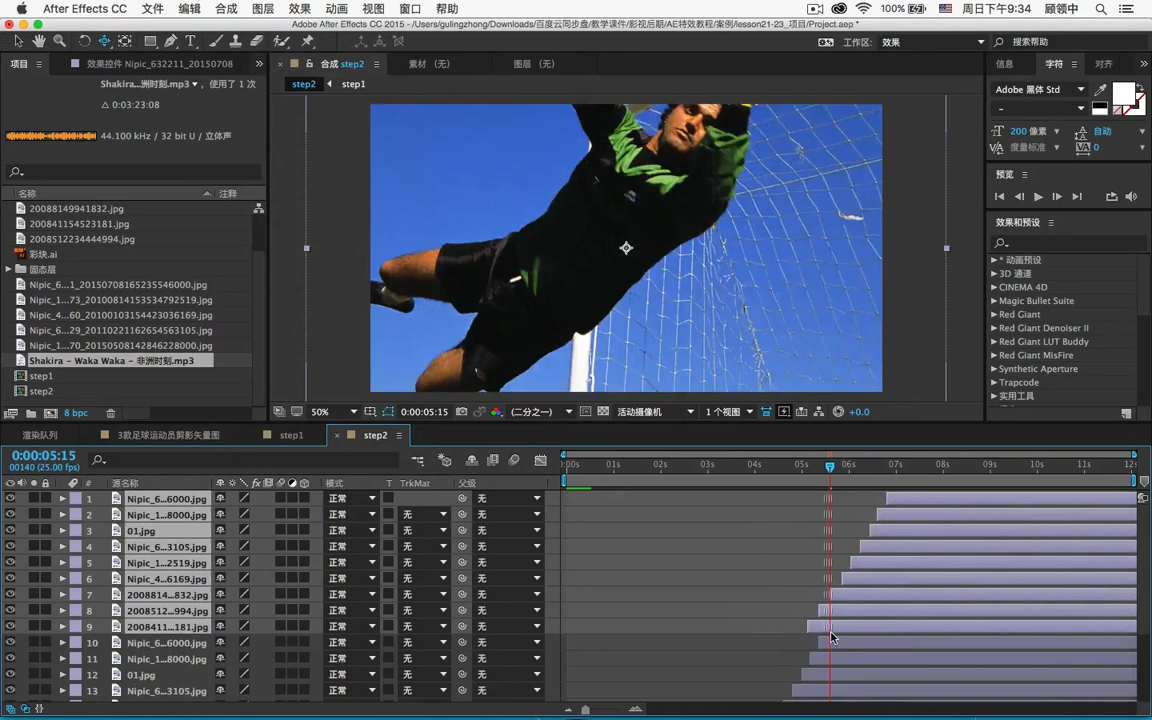 After Effects CC 文件 编辑 合成 图层 效果 动画 视图 窗口 帮助 100% 周日下午9:34 顾领中
Adobe After Effects CC 2015 - /Users/gulingzhong/Downloads/百度云同步盘/教学课件/影视后期/AE特效教程/案例/lesson21-23_项目/Project.aep *
工作区: 效果 搜索帮助
项目 效果控件 Nipic_632211_20150708 合成 step2 素材 (无) 图层 (无) 信息 字符 对齐
Shakira...洲时刻.mp3 , 使用了 1 次
step2 step1
Adobe 黑体 Std
Δ 0:03:23:08
-
44.100 kHz / 32 bit U / 立体声
200 像素 自动
度量标准 0
预览
名称 注释
20088149941832.jpg
200841154523181.jpg
2008512234444994.jpg
彩块.ai
固态层
Nipic_6...1_20150708165235546000.jpg
Nipic_1...73_20100814153534792519.jpg
Nipic_4...60_20100103154423036169.jpg
Nipic_6...29_20110221162654563105.jpg
Nipic_1...70_20150508142846228000.jpg
Shakira - Waka Waka - 非洲时刻.mp3
step1
step2
效果和预设
* 动画预设
3D 通道
CINEMA 4D
Magic Bullet Suite
Red Giant
Red Giant Denoiser II
Red Giant LUT Buddy
Red Giant MisFire
Synthetic Aperture
Trapcode
实用工具
8 bpc 50% 0:00:05:15 (二分之一) 活动摄像机 1 个视图 +0.0
渲染队列 3款足球运动员剪影矢量图 step1 step2
0:00:05:15
00140 (25.00 fps)
:00s 01s 02s 03s 04s 05s 06s 07s 08s 09s 10s 11s 12s
# 源名称 模式 T TrkMat 父级
1 Nipic_6...6000.jpg 正常 无
2 Nipic_1...8000.jpg 正常 无 无
3 01.jpg 正常 无 无
4 Nipic_6...3105.jpg 正常 无 无
5 Nipic_1...2519.jpg 正常 无 无
6 Nipic_4...6169.jpg 正常 无 无
7 2008814...832.jpg 正常 无 无
8 2008512...994.jpg 正常 无 无
9 2008411...181.jpg 正常 无 无
10 Nipic_6...6000.jpg 正常 无 无
11 Nipic_1...8000.jpg 正常 无 无
12 01.jpg 正常 无 无
13 Nipic_6...3105.jpg 正常 无 无